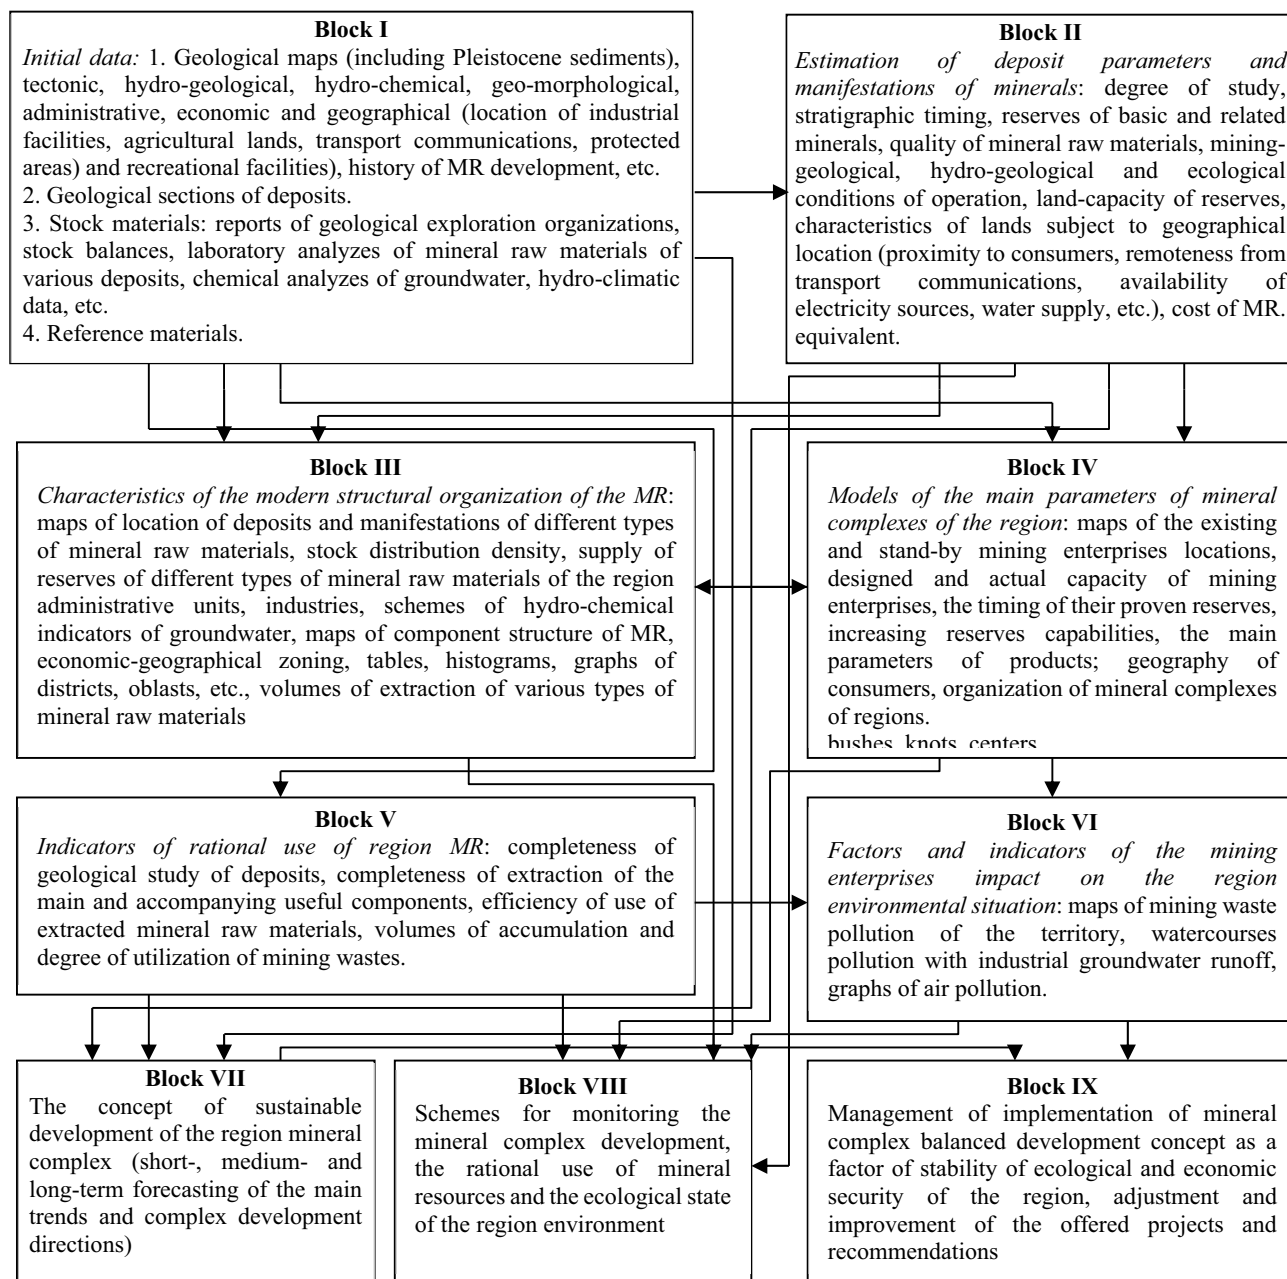 Block I
Initial data: 1. Geological maps (including Pleistocene sediments),
tectonic, hydro-geological, hydro-chemical, geo-morphological,
administrative, economic and geographical (location of industrial
facilities, agricultural lands, transport communications, protected
areas) and recreational facilities), history of MR development, etc.
2. Geological sections of deposits.
3. Stock materials: reports of geological exploration organizations,
stock balances, laboratory analyzes of mineral raw materials of
various deposits, chemical analyzes of groundwater, hydro-climatic
data, etc.
4. Reference materials.
Block II
Estimation of deposit parameters and
manifestations of minerals: degree of study,
stratigraphic timing, reserves of basic and related
minerals, quality of mineral raw materials, mining-
geological, hydro-geological and ecological
conditions of operation, land-capacity of reserves,
characteristics of lands subject to geographical
location (proximity to consumers, remoteness from
transport communications, availability of
electricity sources, water supply, etc.), cost of MR.
equivalent.
Block III
Characteristics of the modern structural organization of the MR:
maps of location of deposits and manifestations of different types
of mineral raw materials, stock distribution density, supply of
reserves of different types of mineral raw materials of the region
administrative units, industries, schemes of hydro-chemical
indicators of groundwater, maps of component structure of MR,
economic-geographical zoning, tables, histograms, graphs of
districts, oblasts, etc., volumes of extraction of various types of
mineral raw materials
Block IV
Models of the main parameters of mineral
complexes of the region: maps of the existing
and stand-by mining enterprises locations,
designed and actual capacity of mining
enterprises, the timing of their proven reserves,
increasing reserves capabilities, the main
parameters of products; geography of
consumers, organization of mineral complexes
of regions.
bushes, knots, centers
Block V
Indicators of rational use of region MR: completeness of
geological study of deposits, completeness of extraction of the
main and accompanying useful components, efficiency of use of
extracted mineral raw materials, volumes of accumulation and
degree of utilization of mining wastes.
Block VI
Factors and indicators of the mining
enterprises impact on the region
environmental situation: maps of mining waste
pollution of the territory, watercourses
pollution with industrial groundwater runoff,
graphs of air pollution.
Block VII
The concept of sustainable
development of the region mineral
complex (short-, medium- and
long-term forecasting of the main
trends and complex development
directions)
Block VIII
Schemes for monitoring the
mineral complex development,
the rational use of mineral
resources and the ecological state
of the region environment
Block IX
Management of implementation of mineral
complex balanced development concept as a
factor of stability of ecological and economic
security of the region, adjustment and
improvement of the offered projects and
recommendations